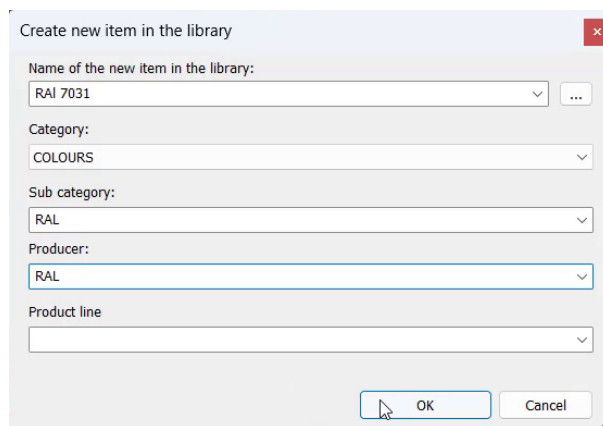 Create new item in the library
Name of the new item in the library:
RAl 7031
...
Category:
COLOURS
Sub category:
RAL
Producer:
RAL
Product line
OK Cancel